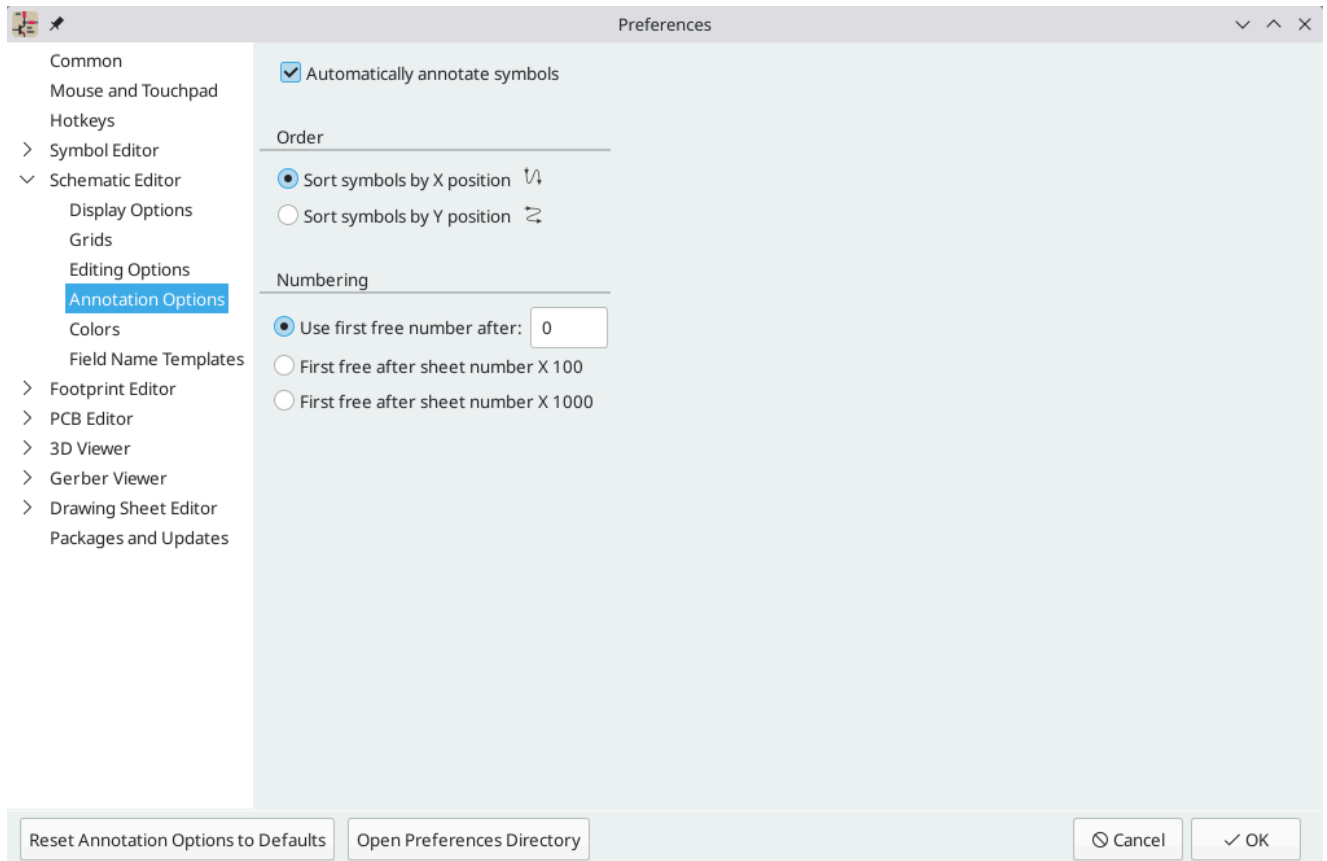 Preferences
Common
Mouse and Touchpad
Hotkeys
Symbol Editor
Schematic Editor
Display Options
Grids
Editing Options
Annotation Options
Colors
Field Name Templates
Footprint Editor
PCB Editor
3D Viewer
Gerber Viewer
Drawing Sheet Editor
Packages and Updates
Automatically annotate symbols
Order
Sort symbols by X position
Sort symbols by Y position
Numbering
Use first free number after: 0
First free after sheet number X 100
First free after sheet number X 1000
Reset Annotation Options to Defaults
Open Preferences Directory
Cancel
OK